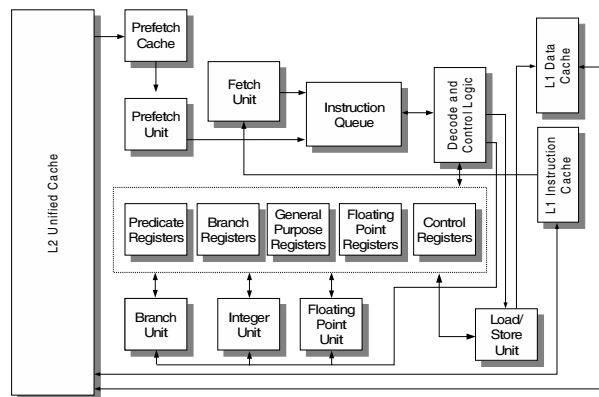 L2 Unified Cache
Prefetch
Cache
Prefetch
Unit
Fetch
Unit
Instruction
Queue
Decode and
Control Logic
L1 Data
Cache
L1 Instruction
Cache
Predicate
Registers
Branch
Registers
General
Purpose
Registers
Floating
Point
Registers
Control
Registers
Branch
Unit
Integer
Unit
Floating
Point
Unit
Load/
Store
Unit